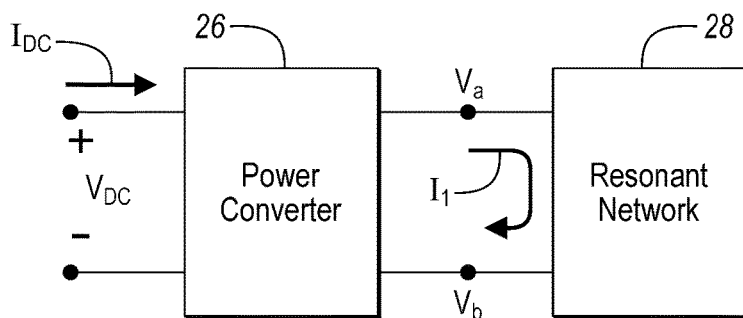 I_DC
26
28
V_a
+
V_DC
-
Power
Converter
I_1
Resonant
Network
V_b